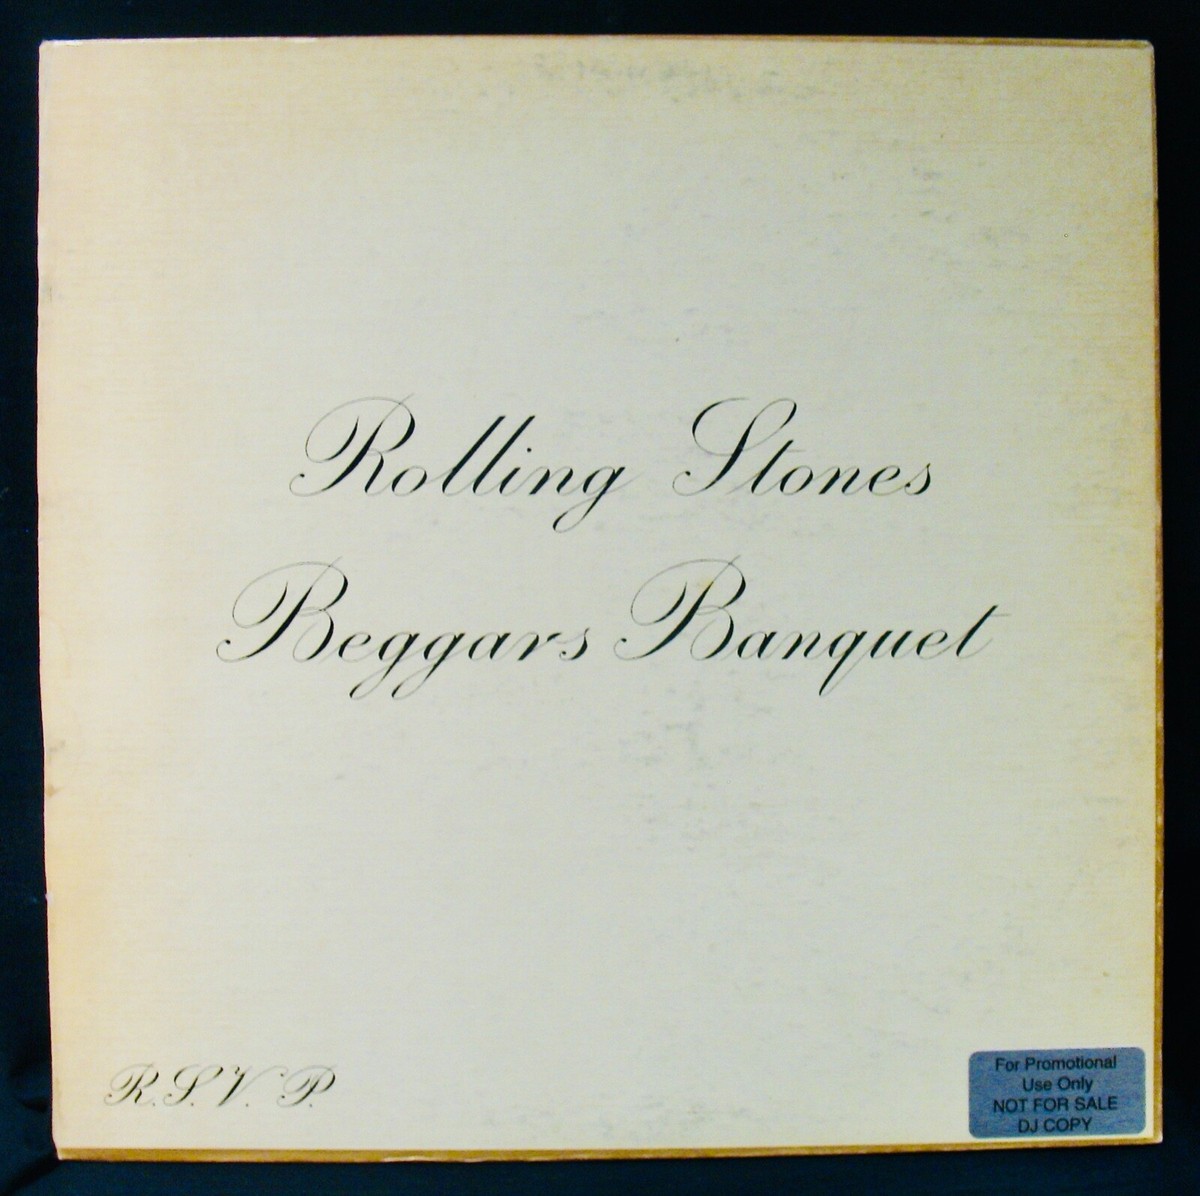 Rolling Stones
Beggars Banquet
R.S.V.P.
For Promotional
Use Only
NOT FOR SALE
DJ COPY